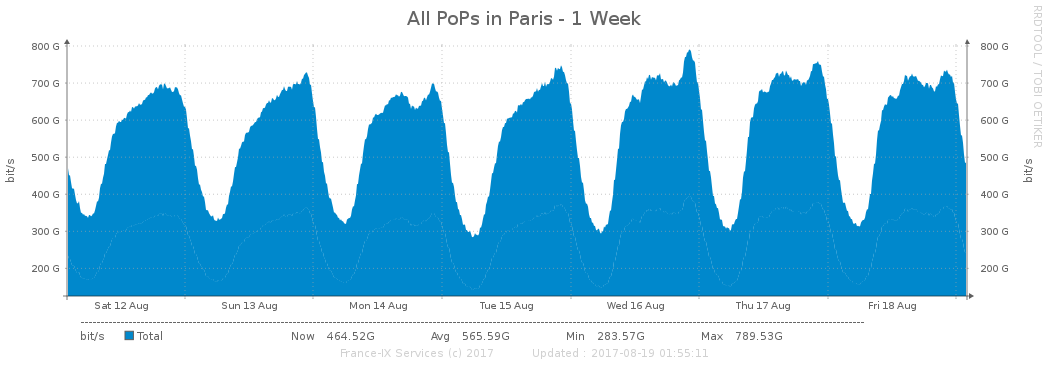 All PoPs in Paris - 1 Week
RRDTOOL / TOBI OETIKER
800 G 800 G
700 G 700 G
600 G 600 G
500 G 500 G
bit/s bit/s
400 G 400 G
300 G 300 G
200 G 200 G
Sat 12 Aug Sun 13 Aug Mon 14 Aug Tue 15 Aug Wed 16 Aug Thu 17 Aug Fri 18 Aug
bit/s Total Now 464.52G Avg 565.59G Min 283.57G Max 789.53G
France-IX Services (c) 2017 Updated : 2017-08-19 01:55:11